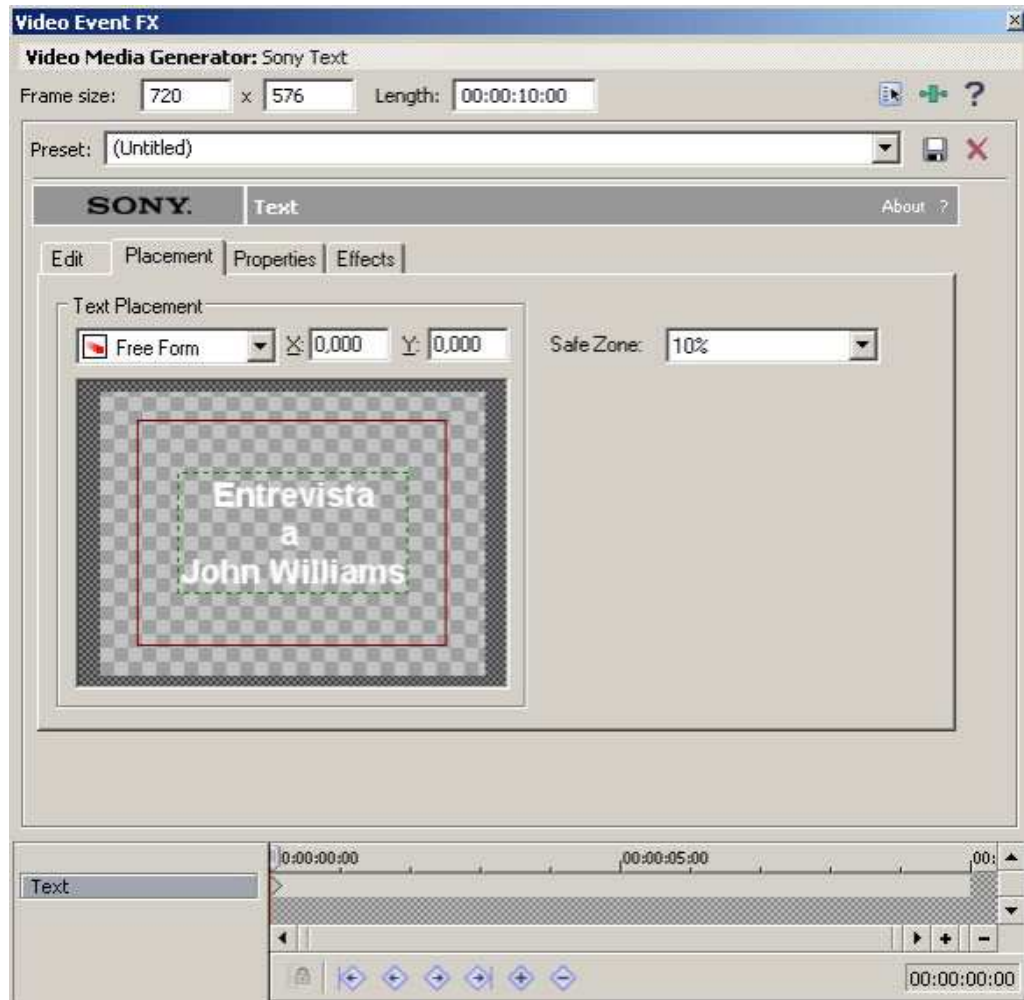 Video Event FX
Video Media Generator: Sony Text
Frame size: 720 x 576 Length: 00:00:10:00 ?
Preset: (Untitled)
SONY. Text About ?
Edit Placement Properties Effects
Text Placement
Free Form X: 0,000 Y: 0,000 Safe Zone: 10%
Entrevista
a
John Williams
0:00:00:00 00:00:05:00 00:
Text
00:00:00:00